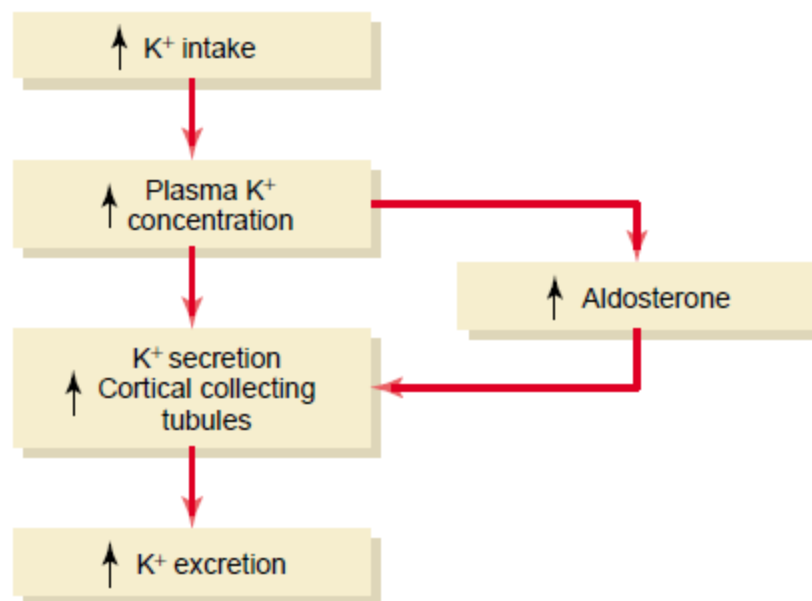 ↑ K⁺ intake
Plasma K⁺
↑ concentration
↑ Aldosterone
K⁺ secretion
↑ Cortical collecting
tubules
↑ K⁺ excretion